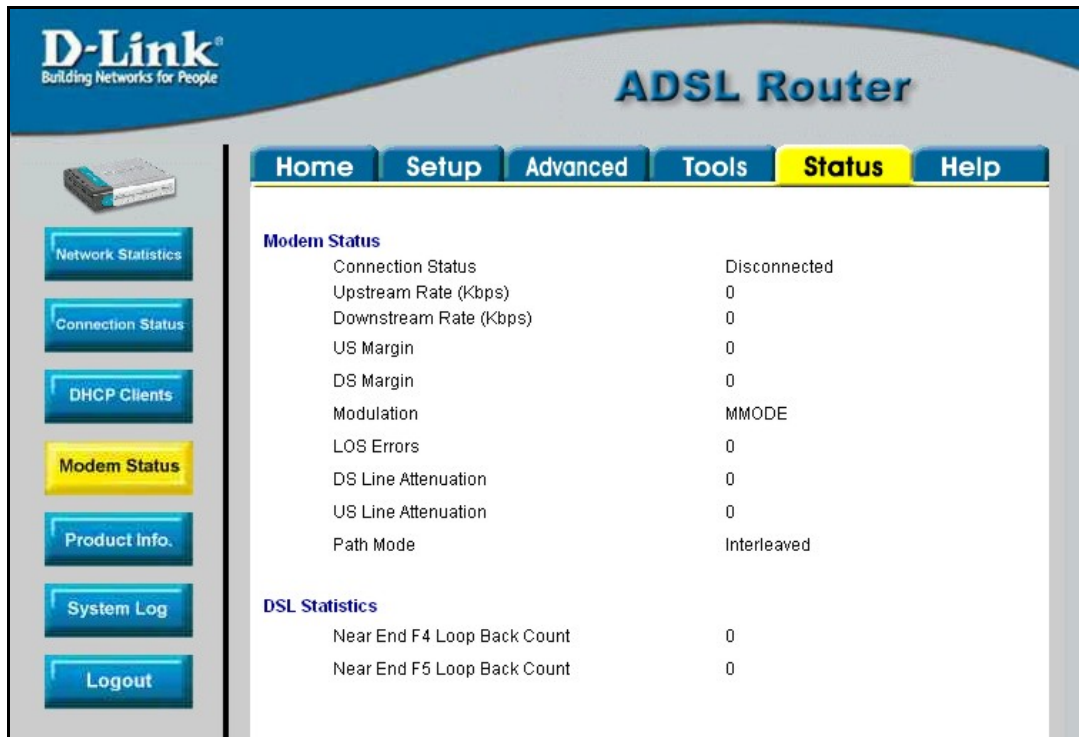 D-Link®
Building Networks for People
ADSL Router
Home Setup Advanced Tools Status Help
Network Statistics
Connection Status
DHCP Clients
Modem Status
Product Info.
System Log
Logout
Modem Status
Connection Status Disconnected
Upstream Rate (Kbps) 0
Downstream Rate (Kbps) 0
US Margin 0
DS Margin 0
Modulation MMODE
LOS Errors 0
DS Line Attenuation 0
US Line Attenuation 0
Path Mode Interleaved
DSL Statistics
Near End F4 Loop Back Count 0
Near End F5 Loop Back Count 0